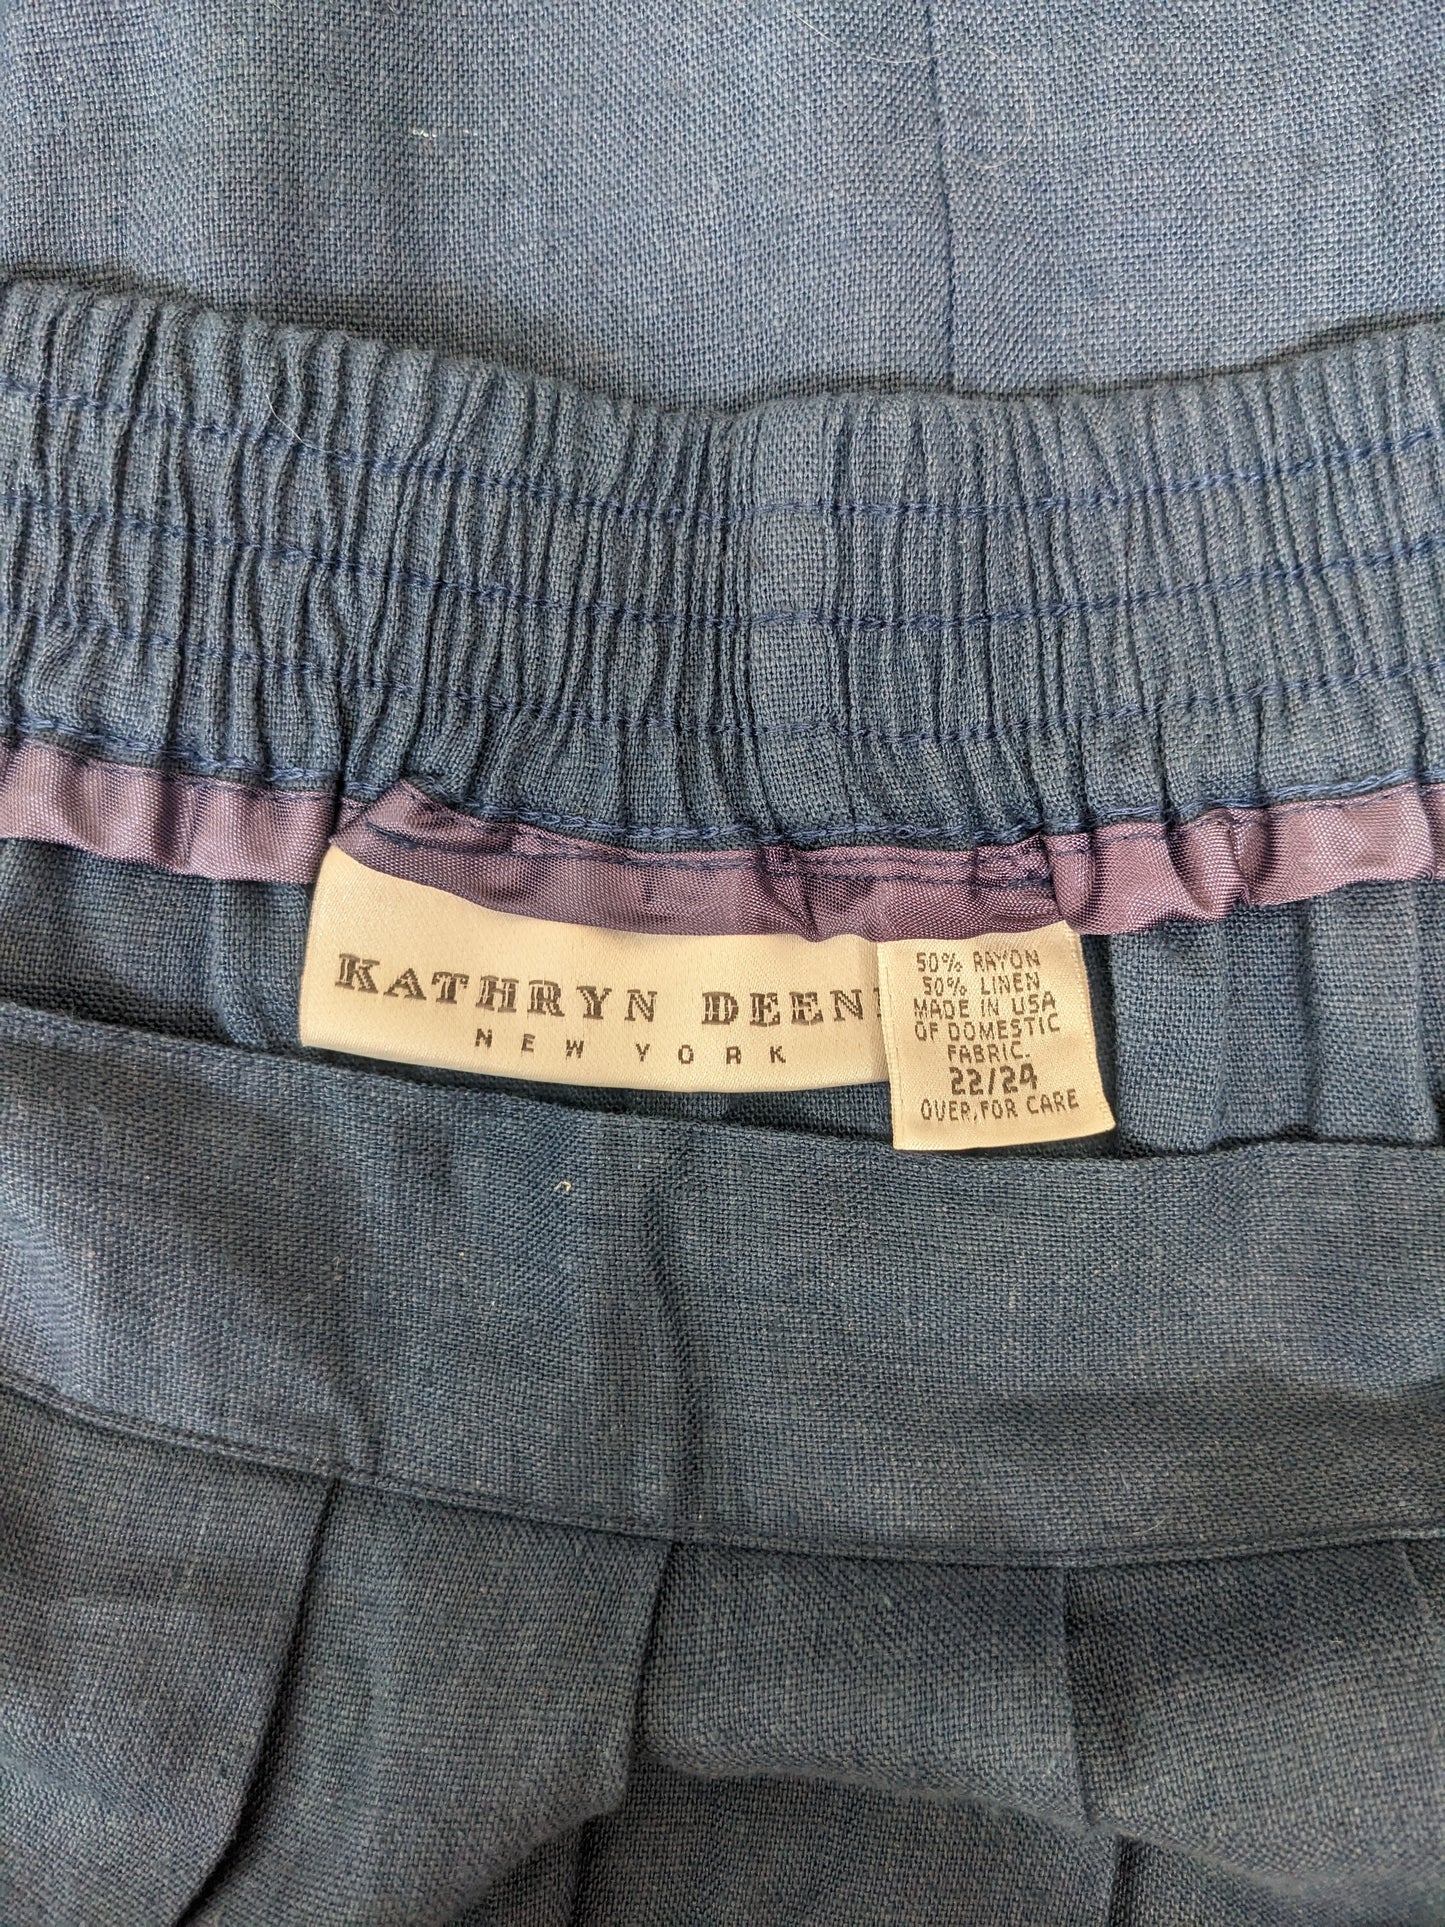 KATHRYN DEEN
NEW YORK
50% RAYON
50% LINEN
MADE IN USA
OF DOMESTIC
FABRIC.
22/24
OVER,FOR CARE